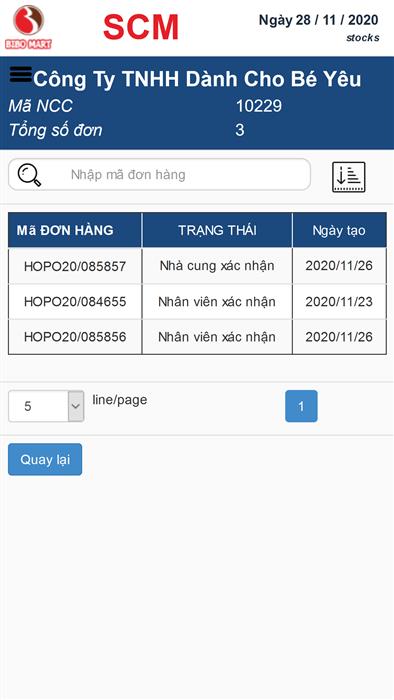 BIBO MART
SCM
Ngày 28 / 11 / 2020
stocks
Công Ty TNHH Dành Cho Bé Yêu
Mã NCC 10229
Tổng số đơn 3
Nhập mã đơn hàng
Mã ĐƠN HÀNG TRẠNG THÁI Ngày tạo
HOPO20/085857 Nhà cung xác nhận 2020/11/26
HOPO20/084655 Nhân viên xác nhận 2020/11/23
HOPO20/085856 Nhân viên xác nhận 2020/11/26
5 line/page 1
Quay lại